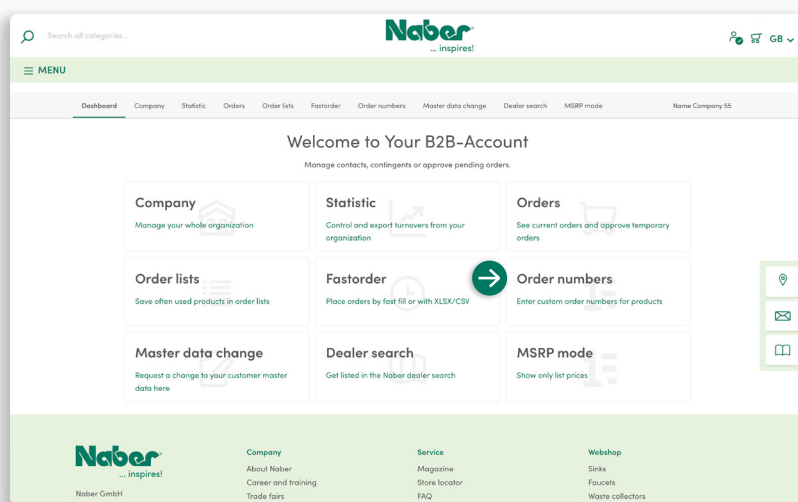 Search all categories...
Naber
... inspires!
GB
MENU
Dashboard Company Statistic Orders Order lists Fastorder Order numbers Master data change Dealer search MSRP mode Name Company 55
Welcome to Your B2B-Account
Manage contacts, contingents or approve pending orders.
Company
Manage your whole organization
Statistic
Control and export turnovers from your
organization
Orders
See current orders and approve temporary
orders
Order lists
Save often used products in order lists
Fastorder
Place orders by fast fill or with XLSX/CSV
Order numbers
Enter custom order numbers for products
Master data change
Request a change to your customer master
data here
Dealer search
Get listed in the Naber dealer search
MSRP mode
Show only list prices
Naber
... inspires!
Naber GmbH
Company
About Naber
Career and training
Trade fairs
Service
Magazine
Store locator
FAQ
Webshop
Sinks
Faucets
Waste collectors